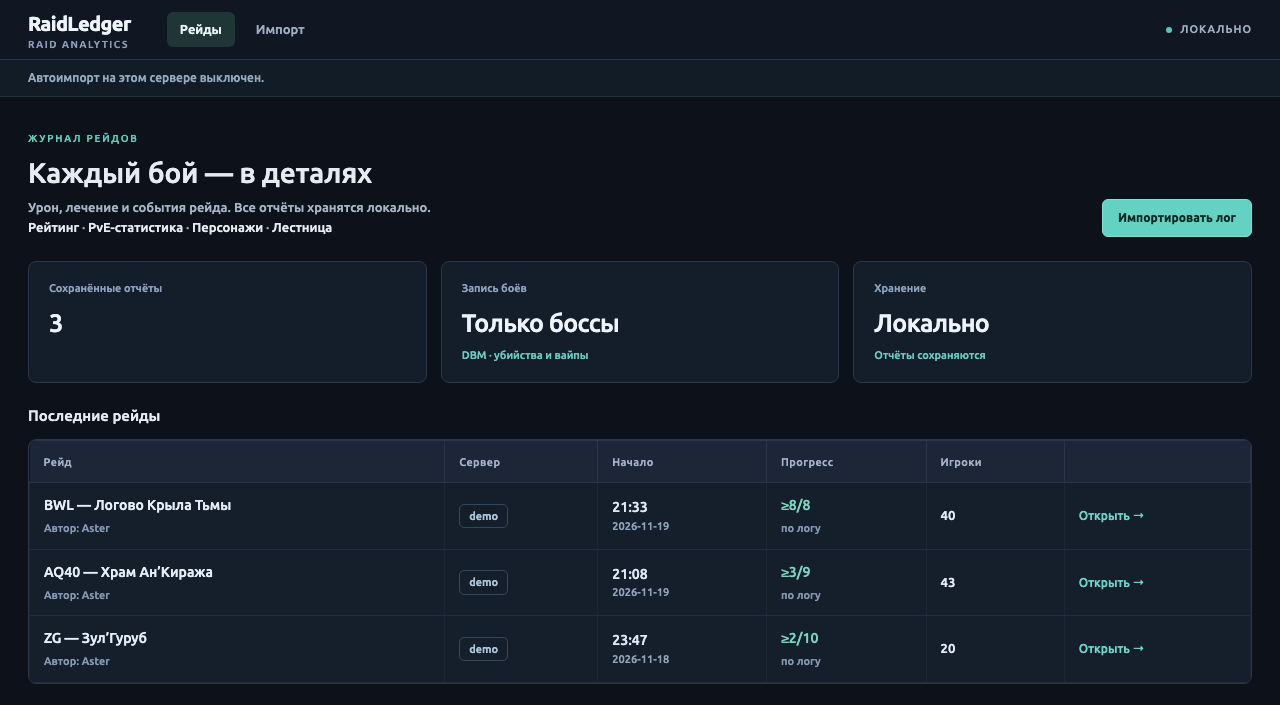 RaidLedger
RAID ANALYTICS
Рейды
Импорт
ЛОКАЛЬНО
Автоимпорт на этом сервере выключен.
ЖУРНАЛ РЕЙДОВ
Каждый бой — в деталях
Урон, лечение и события рейда. Все отчёты хранятся локально.
Рейтинг · PvE-статистика · Персонажи · Лестница
Импортировать лог
Сохранённые отчёты
3
Запись боёв
Только боссы
DBM · убийства и вайпы
Хранение
Локально
Отчёты сохраняются
Последние рейды
Рейд Сервер Начало Прогресс Игроки
BWL — Логово Крыла Тьмы
Автор: Aster
demo
21:33
2026-11-19
≥8/8
по логу
40
Открыть →
AQ40 — Храм Ан’Киража
Автор: Aster
demo
21:08
2026-11-19
≥3/9
по логу
43
Открыть →
ZG — Зул’Гуруб
Автор: Aster
demo
23:47
2026-11-18
≥2/10
по логу
20
Открыть →